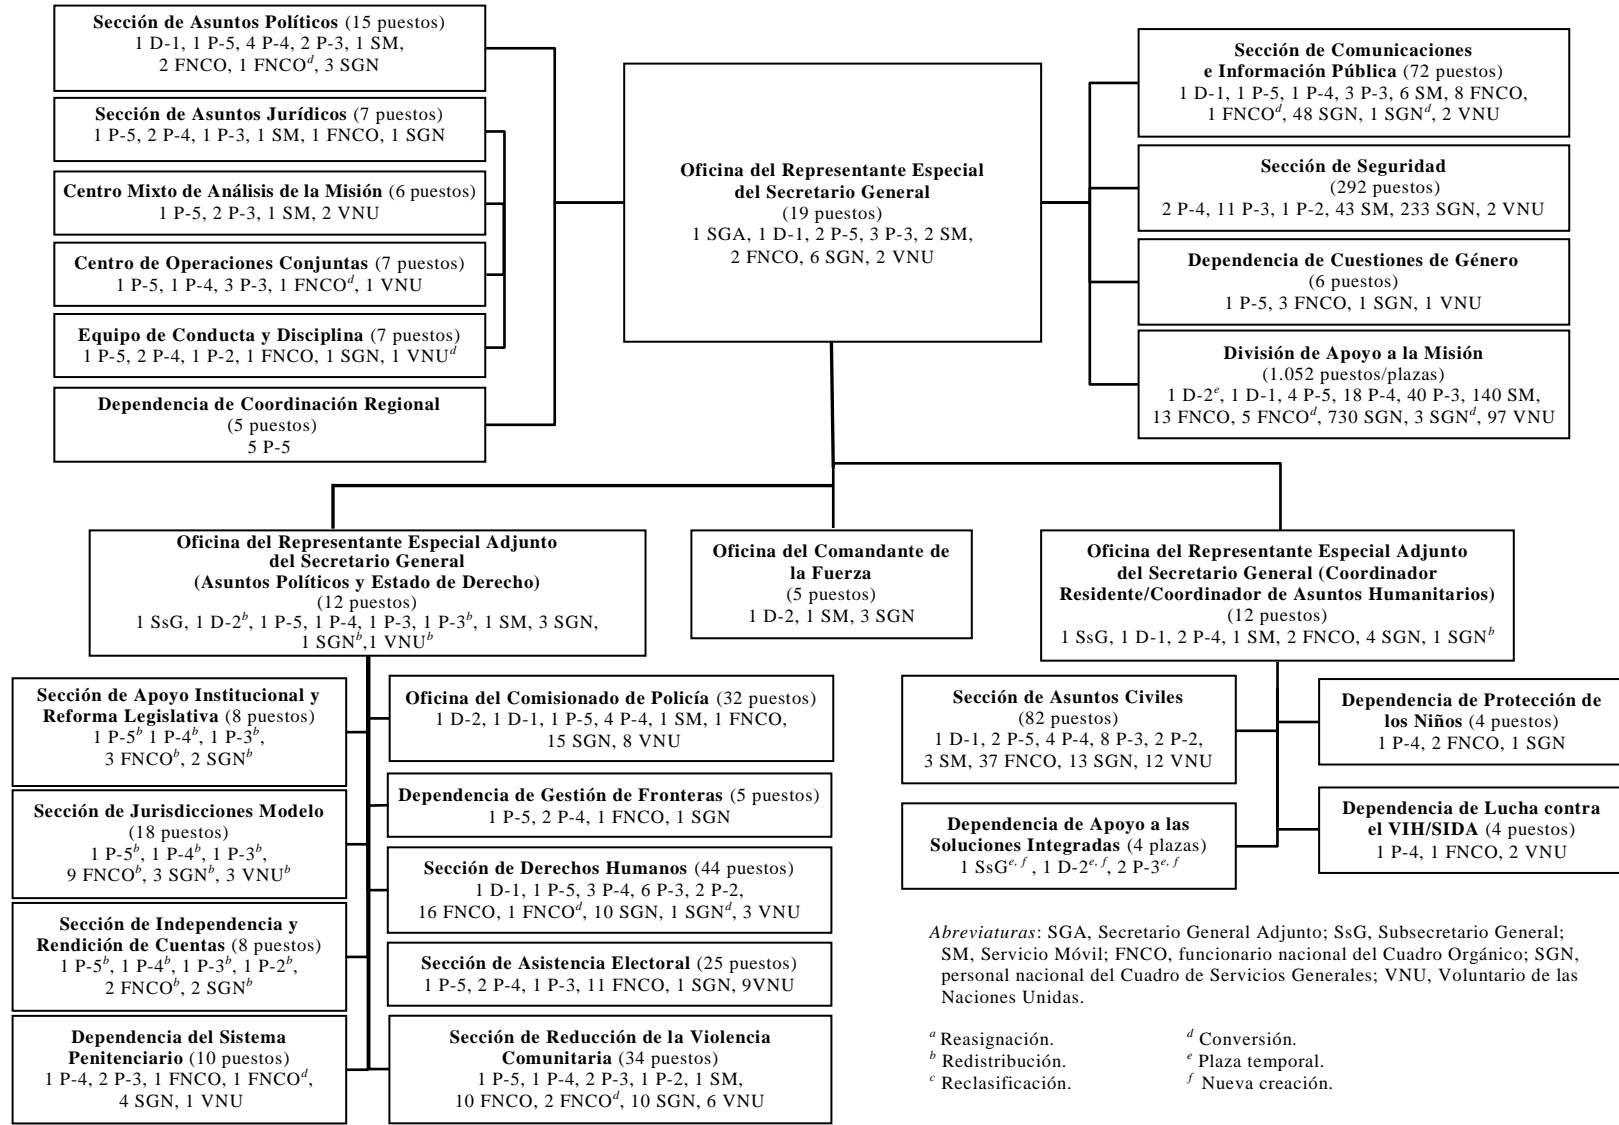 Sección de Asuntos Políticos (15 puestos)
1 D-1, 1 P-5, 4 P-4, 2 P-3, 1 SM,
2 FNCO, 1 FNCOᵈ, 3 SGN
Sección de Asuntos Jurídicos (7 puestos)
1 P-5, 2 P-4, 1 P-3, 1 SM, 1 FNCO, 1 SGN
Centro Mixto de Análisis de la Misión (6 puestos)
1 P-5, 2 P-3, 1 SM, 2 VNU
Centro de Operaciones Conjuntas (7 puestos)
1 P-5, 1 P-4, 3 P-3, 1 FNCOᵈ, 1 VNU
Equipo de Conducta y Disciplina (7 puestos)
1 P-5, 2 P-4, 1 P-2, 1 FNCO, 1 SGN, 1 VNUᵈ
Dependencia de Coordinación Regional
(5 puestos)
5 P-5
Oficina del Representante Especial
del Secretario General
(19 puestos)
1 SGA, 1 D-1, 2 P-5, 3 P-3, 2 SM,
2 FNCO, 6 SGN, 2 VNU
Sección de Comunicaciones
e Información Pública (72 puestos)
1 D-1, 1 P-5, 1 P-4, 3 P-3, 6 SM, 8 FNCO,
1 FNCOᵈ, 48 SGN, 1 SGNᵈ, 2 VNU
Sección de Seguridad
(292 puestos)
2 P-4, 11 P-3, 1 P-2, 43 SM, 233 SGN, 2 VNU
Dependencia de Cuestiones de Género
(6 puestos)
1 P-5, 3 FNCO, 1 SGN, 1 VNU
División de Apoyo a la Misión
(1.052 puestos/plazas)
1 D-2ᵉ, 1 D-1, 4 P-5, 18 P-4, 40 P-3, 140 SM,
13 FNCO, 5 FNCOᵈ, 730 SGN, 3 SGNᵈ, 97 VNU
Oficina del Representante Especial Adjunto
del Secretario General
(Asuntos Políticos y Estado de Derecho)
(12 puestos)
1 SsG, 1 D-2ᵇ, 1 P-5, 1 P-4, 1 P-3, 1 P-3ᵇ, 1 SM, 3 SGN,
1 SGNᵇ,1 VNUᵇ
Oficina del Comandante de
la Fuerza
(5 puestos)
1 D-2, 1 SM, 3 SGN
Oficina del Representante Especial Adjunto
del Secretario General (Coordinador
Residente/Coordinador de Asuntos Humanitarios)
(12 puestos)
1 SsG, 1 D-1, 2 P-4, 1 SM, 2 FNCO, 4 SGN, 1 SGNᵇ
Sección de Apoyo Institucional y
Reforma Legislativa (8 puestos)
1 P-5ᵇ 1 P-4ᵇ, 1 P-3ᵇ,
3 FNCOᵇ, 2 SGNᵇ
Sección de Jurisdicciones Modelo
(18 puestos)
1 P-5ᵇ, 1 P-4ᵇ, 1 P-3ᵇ,
9 FNCOᵇ, 3 SGNᵇ, 3 VNUᵇ
Sección de Independencia y
Rendición de Cuentas (8 puestos)
1 P-5ᵇ, 1 P-4ᵇ, 1 P-3ᵇ, 1 P-2ᵇ,
2 FNCOᵇ, 2 SGNᵇ
Dependencia del Sistema
Penitenciario (10 puestos)
1 P-4, 2 P-3, 1 FNCO, 1 FNCOᵈ,
4 SGN, 1 VNU
Oficina del Comisionado de Policía (32 puestos)
1 D-2, 1 D-1, 1 P-5, 4 P-4, 1 SM, 1 FNCO,
15 SGN, 8 VNU
Dependencia de Gestión de Fronteras (5 puestos)
1 P-5, 2 P-4, 1 FNCO, 1 SGN
Sección de Derechos Humanos (44 puestos)
1 D-1, 1 P-5, 3 P-4, 6 P-3, 2 P-2,
16 FNCO, 1 FNCOᵈ, 10 SGN, 1 SGNᵈ, 3 VNU
Sección de Asistencia Electoral (25 puestos)
1 P-5, 2 P-4, 1 P-3, 11 FNCO, 1 SGN, 9VNU
Sección de Reducción de la Violencia
Comunitaria (34 puestos)
1 P-5, 1 P-4, 2 P-3, 1 P-2, 1 SM,
10 FNCO, 2 FNCOᵈ, 10 SGN, 6 VNU
Sección de Asuntos Civiles
(82 puestos)
1 D-1, 2 P-5, 4 P-4, 8 P-3, 2 P-2,
3 SM, 37 FNCO, 13 SGN, 12 VNU
Dependencia de Apoyo a las
Soluciones Integradas (4 plazas)
1 SsGᵉ,ᶠ , 1 D-2ᵉ,ᶠ, 2 P-3ᵉ,ᶠ
Dependencia de Protección de
los Niños (4 puestos)
1 P-4, 2 FNCO, 1 SGN
Dependencia de Lucha contra
el VIH/SIDA (4 puestos)
1 P-4, 1 FNCO, 2 VNU
Abreviaturas: SGA, Secretario General Adjunto; SsG, Subsecretario General;
SM, Servicio Móvil; FNCO, funcionario nacional del Cuadro Orgánico; SGN,
personal nacional del Cuadro de Servicios Generales; VNU, Voluntario de las
Naciones Unidas.
ᵃ Reasignación.
ᵇ Redistribución.
ᶜ Reclasificación.
ᵈ Conversión.
ᵉ Plaza temporal.
ᶠ Nueva creación.